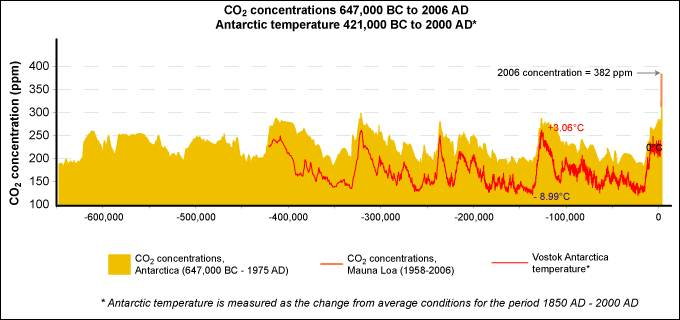 CO₂ concentrations 647,000 BC to 2006 AD
Antarctic temperature 421,000 BC to 2000 AD*
CO₂ concentration (ppm)
400
350
300
250
200
150
100
2006 concentration = 382 ppm
+3.06°C
0°C
- 8.99°C
-600,000
-500,000
-400,000
-300,000
-200,000
-100,000
0
CO₂ concentrations,
Antarctica (647,000 BC - 1975 AD)
CO₂ concentrations,
Mauna Loa (1958-2006)
Vostok Antarctica
temperature*
* Antarctic temperature is measured as the change from average conditions for the period 1850 AD - 2000 AD